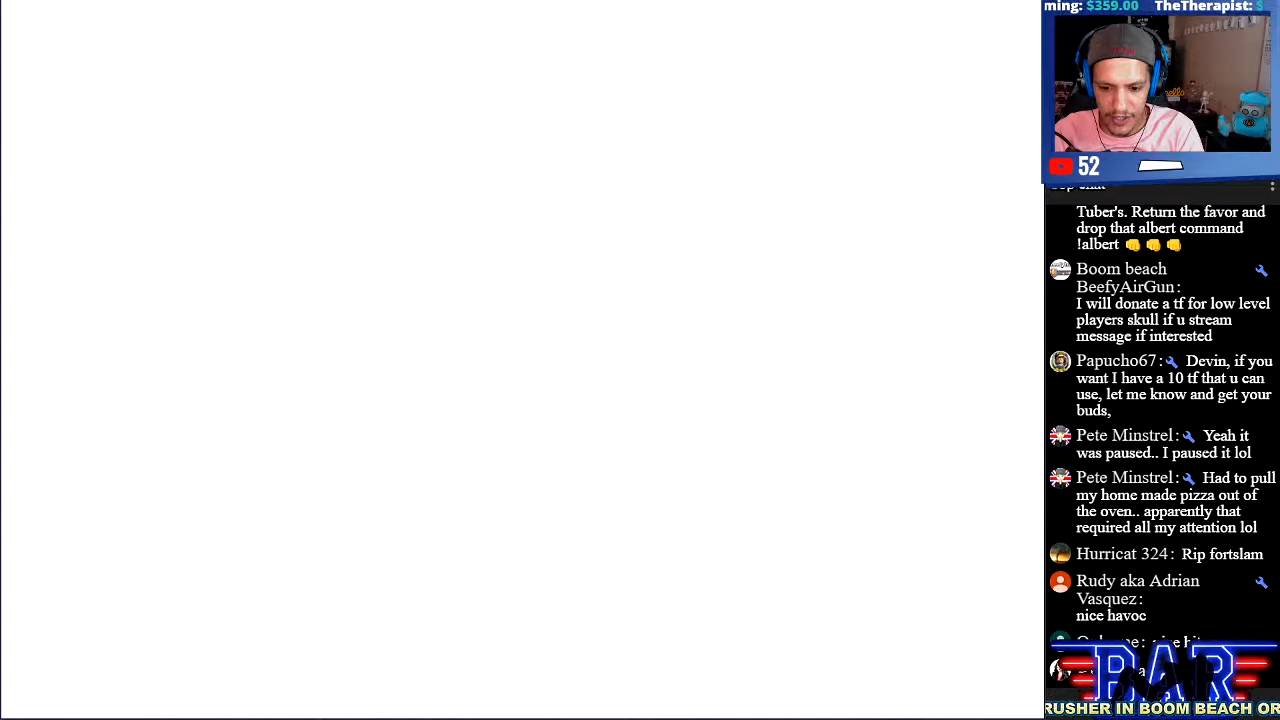 ming: $359.00 TheTherapist: $
52
Tuber's. Return the favor and
drop that albert command
!albert 👊 👊 👊
Boom beach
BeefyAirGun:
I will donate a tf for low level
players skull if u stream
message if interested
Papucho67: Devin, if you
want I have a 10 tf that u can
use, let me know and get your
buds,
Pete Minstrel: Yeah it
was paused.. I paused it lol
Pete Minstrel: Had to pull
my home made pizza out of
the oven.. apparently that
required all my attention lol
Hurricat 324: Rip fortslam
Rudy aka Adrian
Vasquez:
nice havoc
BAR
RUSHER IN BOOM BEACH OR